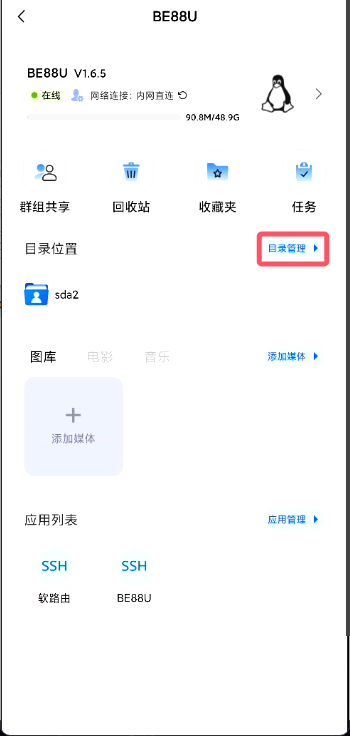 BE88U
BE88U V1.6.5
在线 网络连接：内网直连
90.8M/48.9G
群组共享 回收站 收藏夹 任务
目录位置 目录管理
sda2
图库 电影 音乐 添加媒体
添加媒体
应用列表 应用管理
SSH SSH
软路由 BE88U